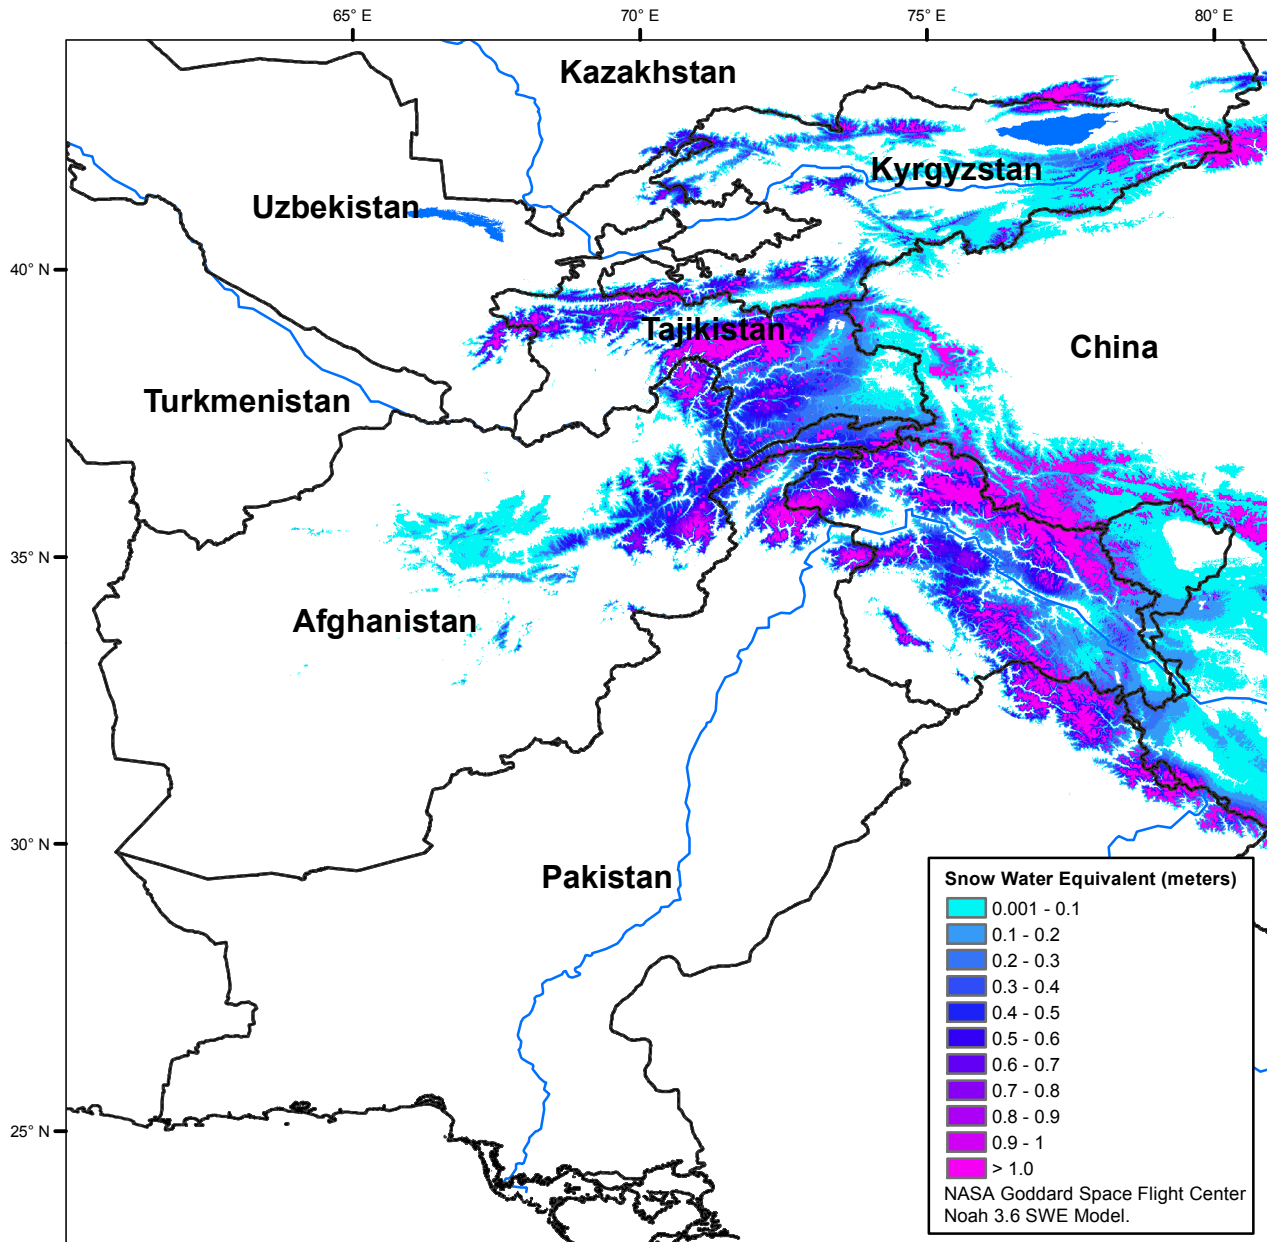 65° E
70° E
75° E
80° E
Kazakhstan
Kyrgyzstan
Uzbekistan
40° N
Tajikistan
China
Turkmenistan
35° N
Afghanistan
30° N
Pakistan
25° N
Snow Water Equivalent (meters)
0.001 - 0.1
0.1 - 0.2
0.2 - 0.3
0.3 - 0.4
0.4 - 0.5
0.5 - 0.6
0.6 - 0.7
0.7 - 0.8
0.8 - 0.9
0.9 - 1
> 1.0
NASA Goddard Space Flight Center
Noah 3.6 SWE Model.